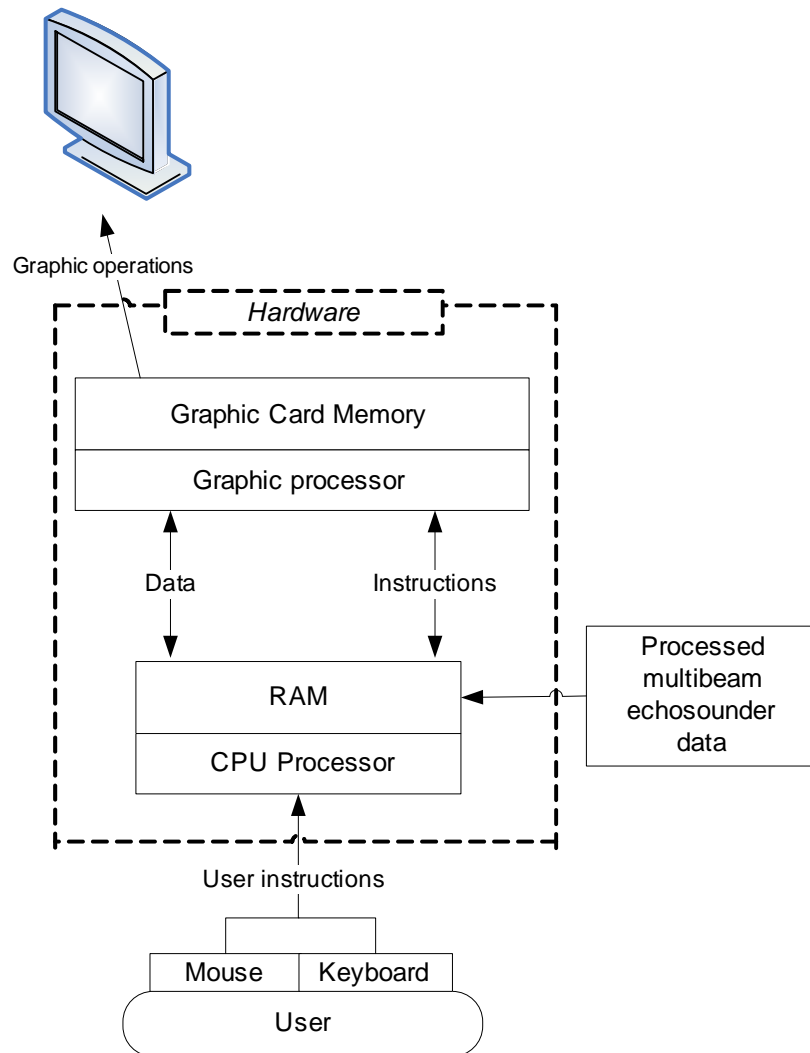 Graphic operations
Hardware
Graphic Card Memory
Graphic processor
Data
Instructions
RAM
CPU Processor
Processed
multibeam
echosounder
data
User instructions
Mouse
Keyboard
User